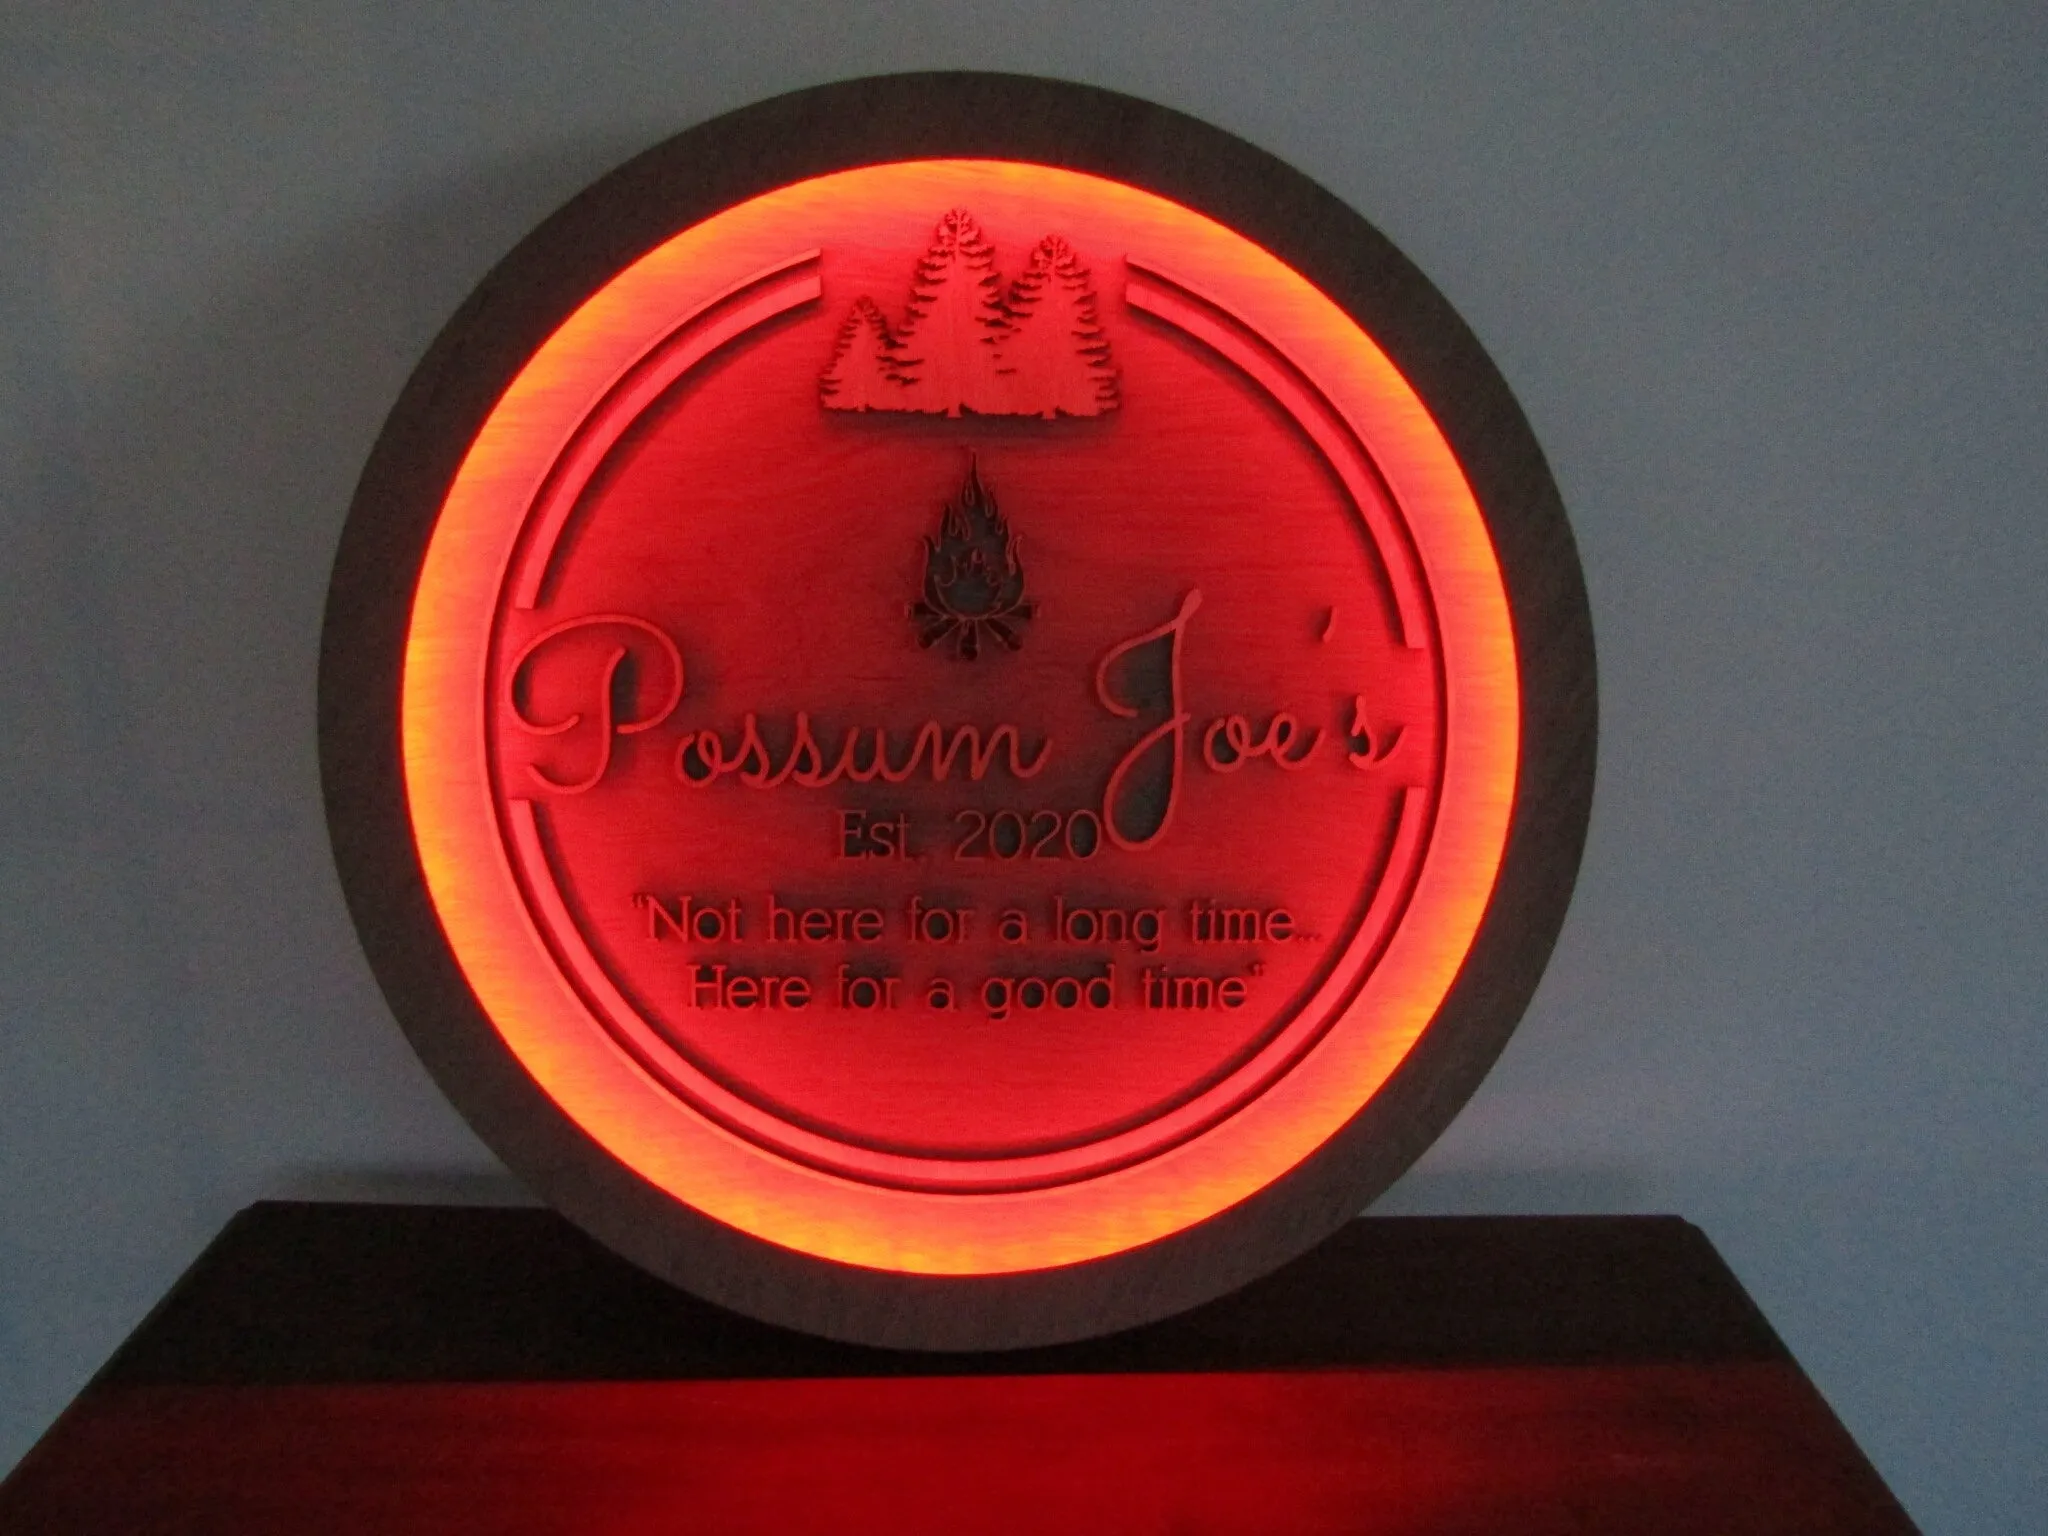 Possum Joe's
Est. 2020
"Not here for a long time...
Here for a good time"